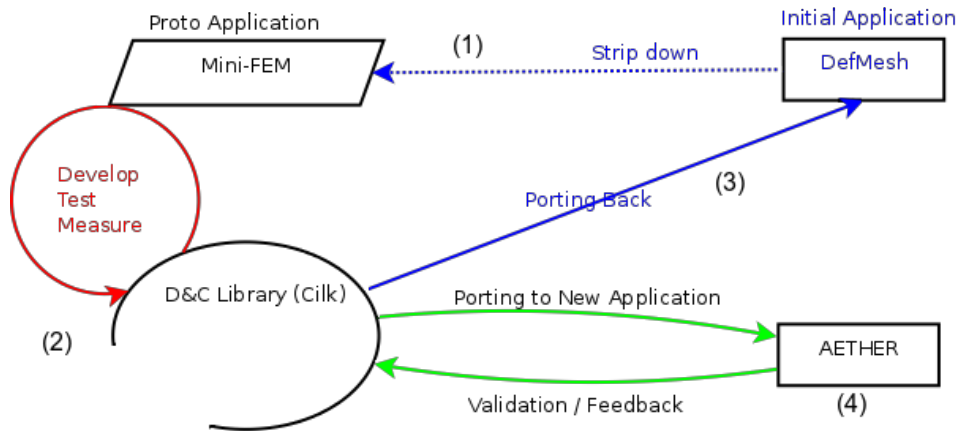 Proto Application
Initial Application
Mini-FEM
(1)
Strip down
DefMesh
Develop
Test
Measure
(3)
Porting Back
D&C Library (Cilk)
Porting to New Application
(2)
AETHER
Validation / Feedback
(4)